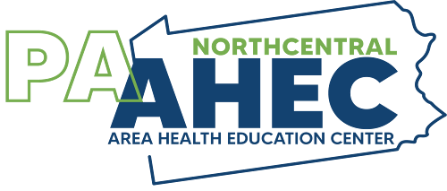 NORTHCENTRAL
PA AHEC
AREA HEALTH EDUCATION CENTER